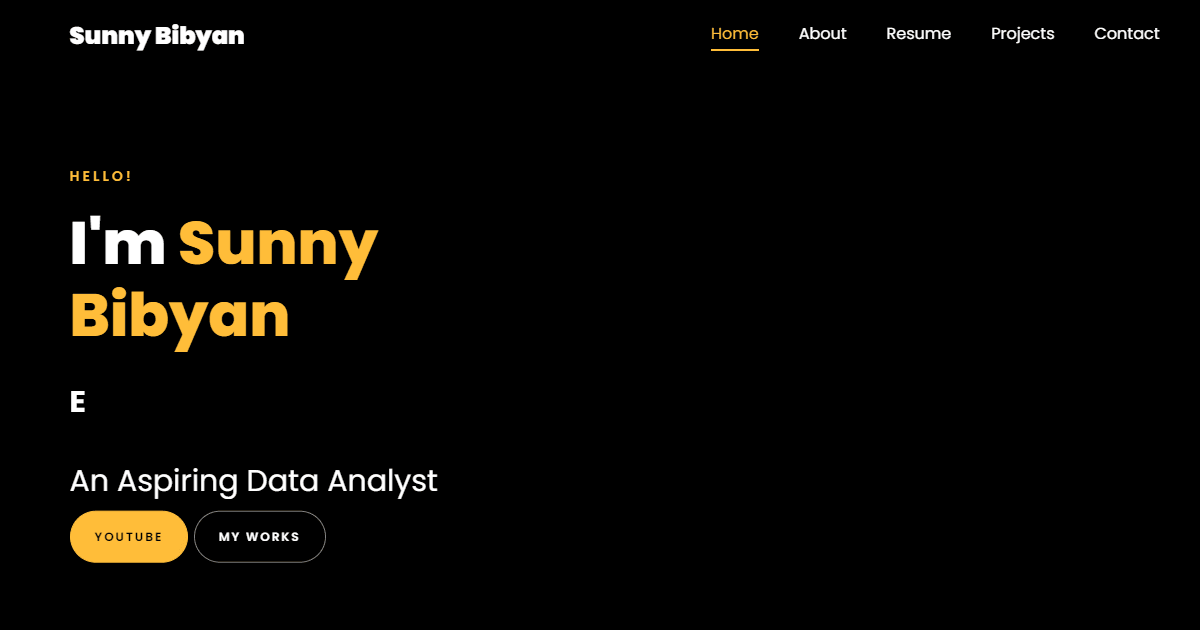 Sunny Bibyan
Home About Resume Projects Contact
HELLO!
I'm Sunny
Bibyan
E
An Aspiring Data Analyst
YOUTUBE MY WORKS